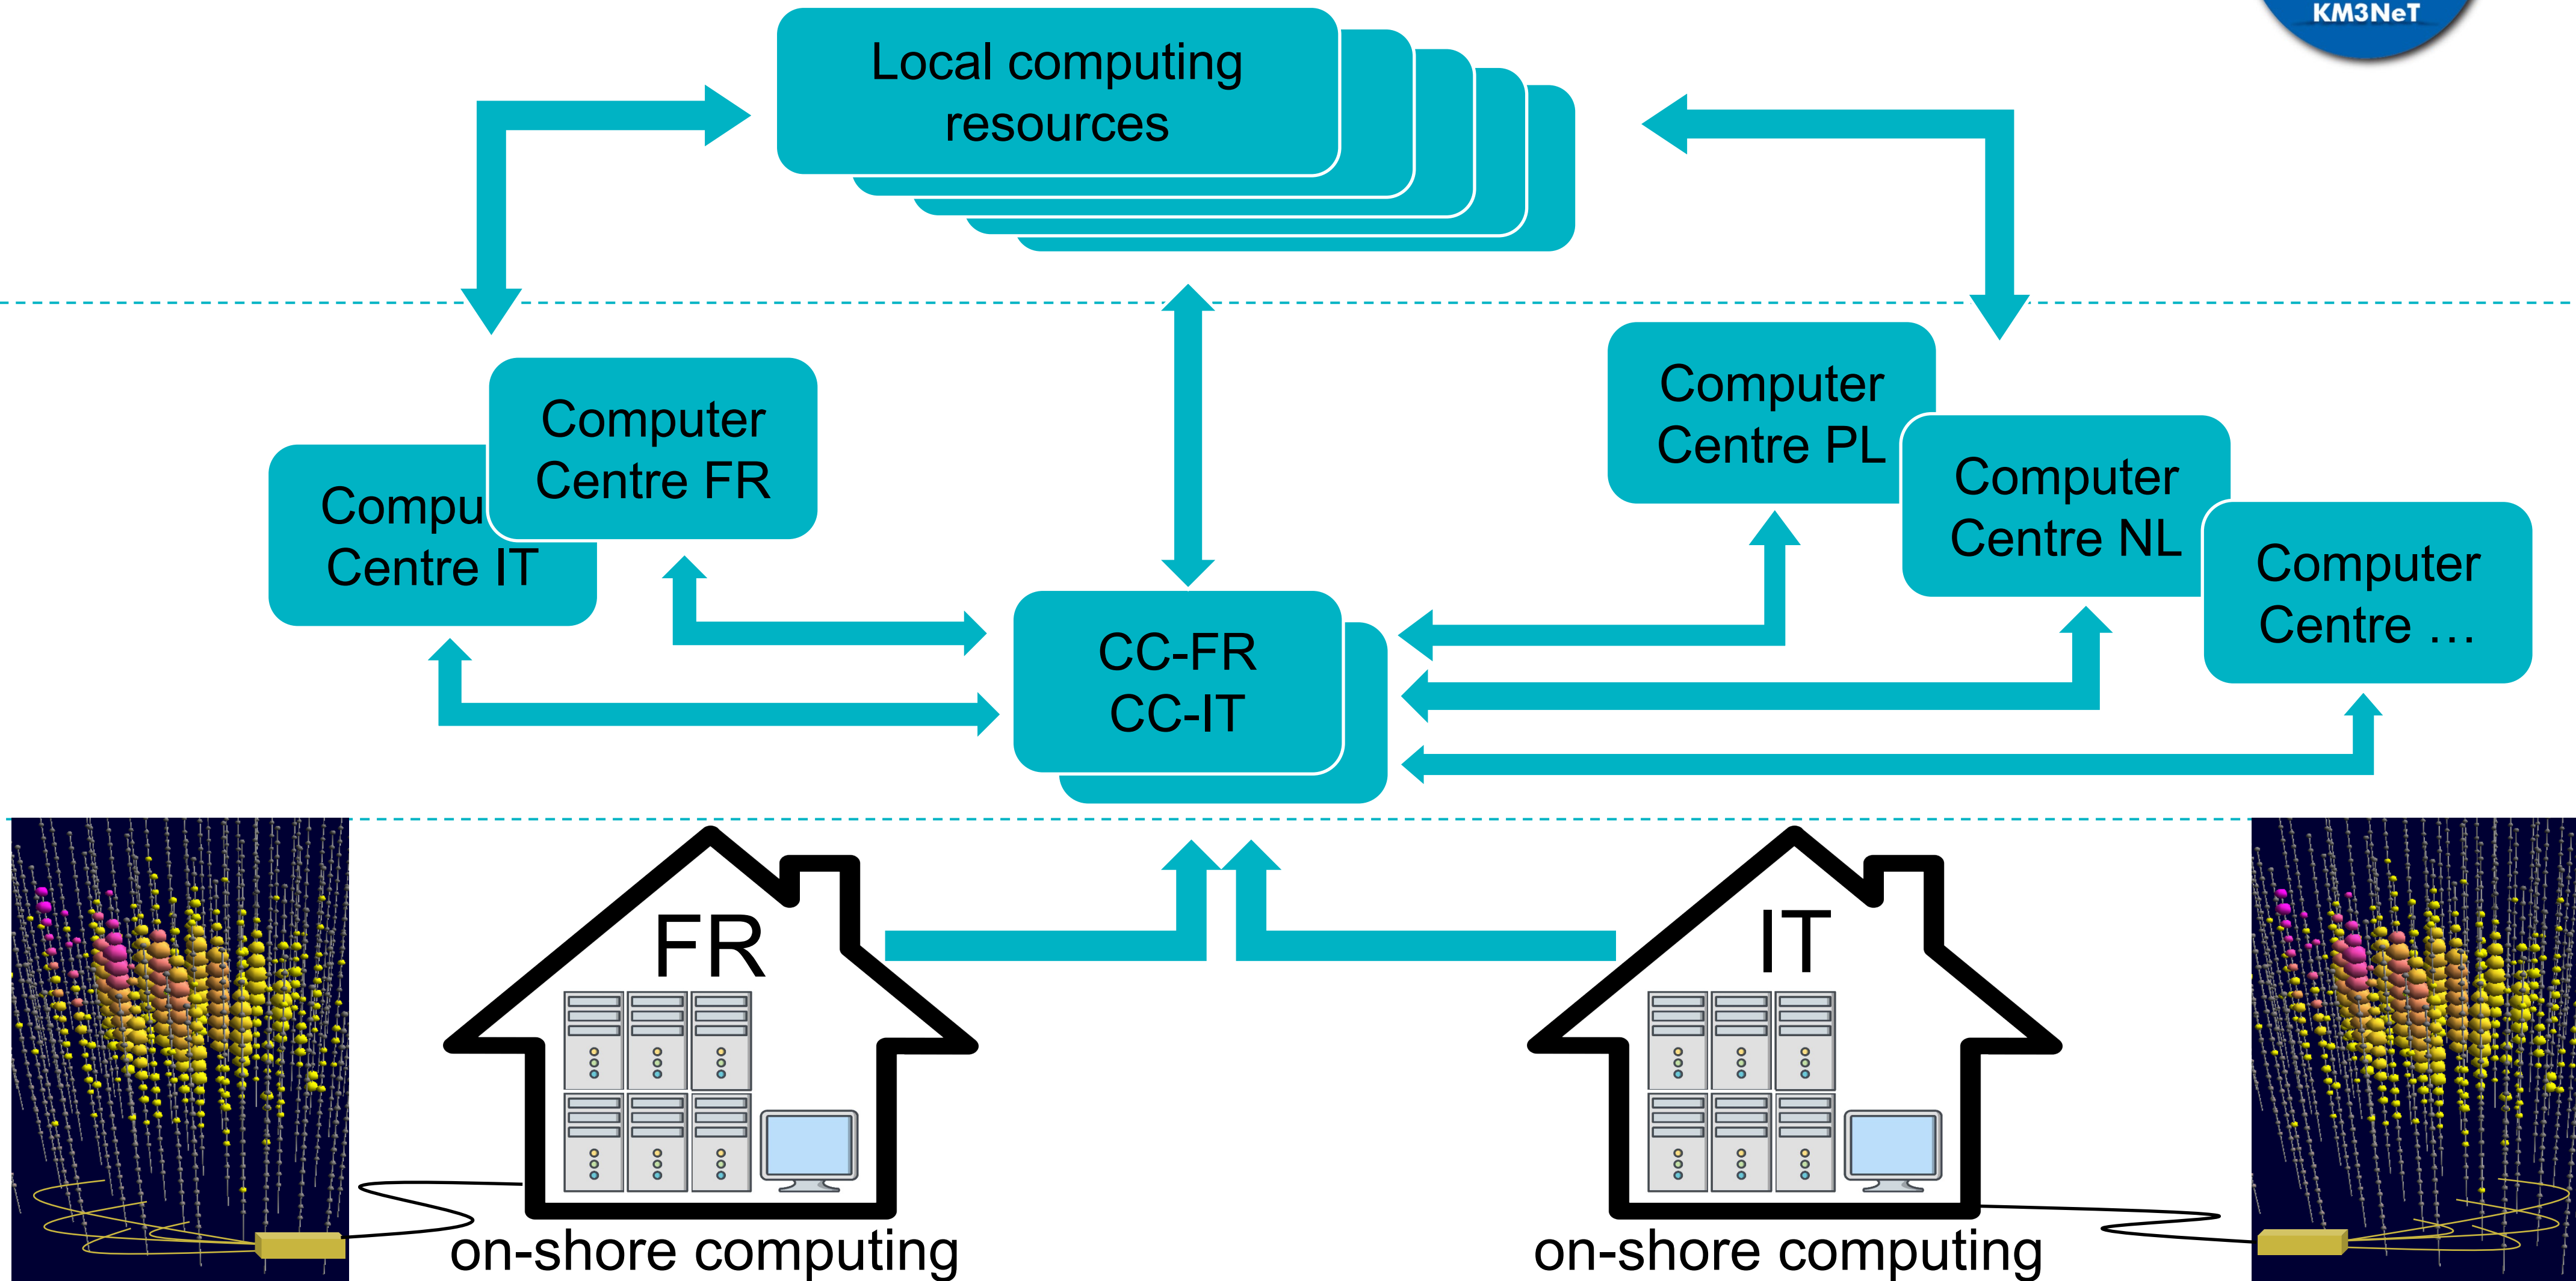 KM3NeT
Local computing
resources
Computer
Centre FR
Compu
Centre IT
Computer
Centre PL
Computer
Centre NL
Computer
Centre …
CC-FR
CC-IT
FR
IT
on-shore computing
on-shore computing